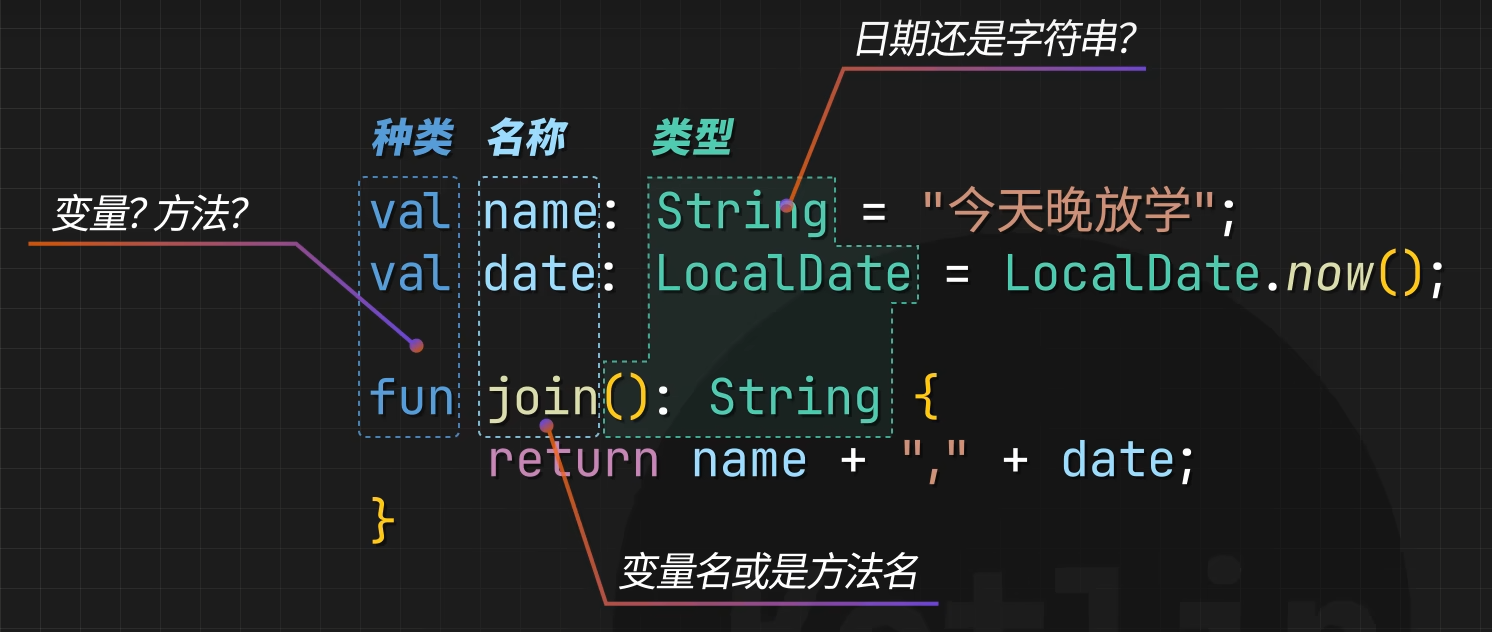 日期还是字符串?
种类 名称 类型
变量? 方法?
val name: String = "今天晚放学";
val date: LocalDate = LocalDate.now();
fun join(): String {
return name + "," + date;
}
变量名或是方法名
Kotlin